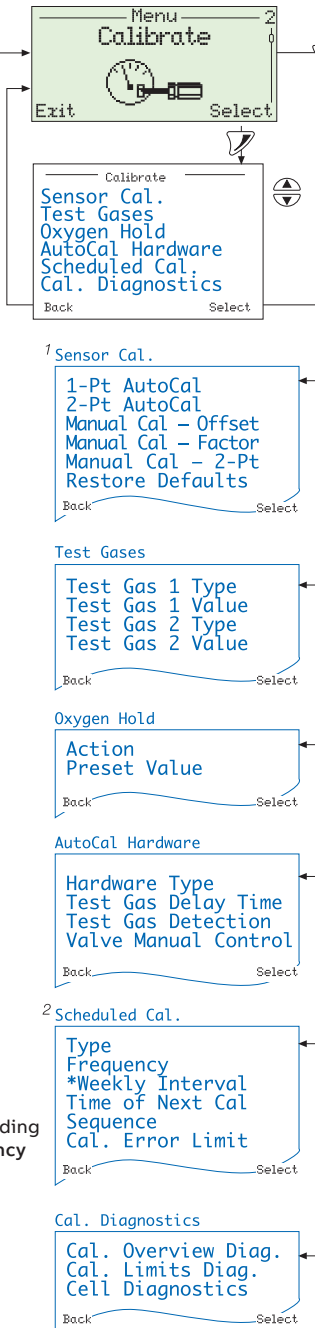 Menu 2
Calibrate
Exit Select
Calibrate
Sensor Cal.
Test Gases
Oxygen Hold
AutoCal Hardware
Scheduled Cal.
Cal. Diagnostics
Back Select
1 Sensor Cal.
1-Pt AutoCal
2-Pt AutoCal
Manual Cal – Offset
Manual Cal – Factor
Manual Cal – 2-Pt
Restore Defaults
Back Select
Test Gases
Test Gas 1 Type
Test Gas 1 Value
Test Gas 2 Type
Test Gas 2 Value
Back Select
Oxygen Hold
Action
Preset Value
Back Select
AutoCal Hardware
Hardware Type
Test Gas Delay Time
Test Gas Detection
Valve Manual Control
Back Select
2 Scheduled Cal.
Type
Frequency
*Weekly Interval
Time of Next Cal
Sequence
Cal. Error Limit
Back Select
ding
ncy
Cal. Diagnostics
Cal. Overview Diag.
Cal. Limits Diag.
Cell Diagnostics
Back Select